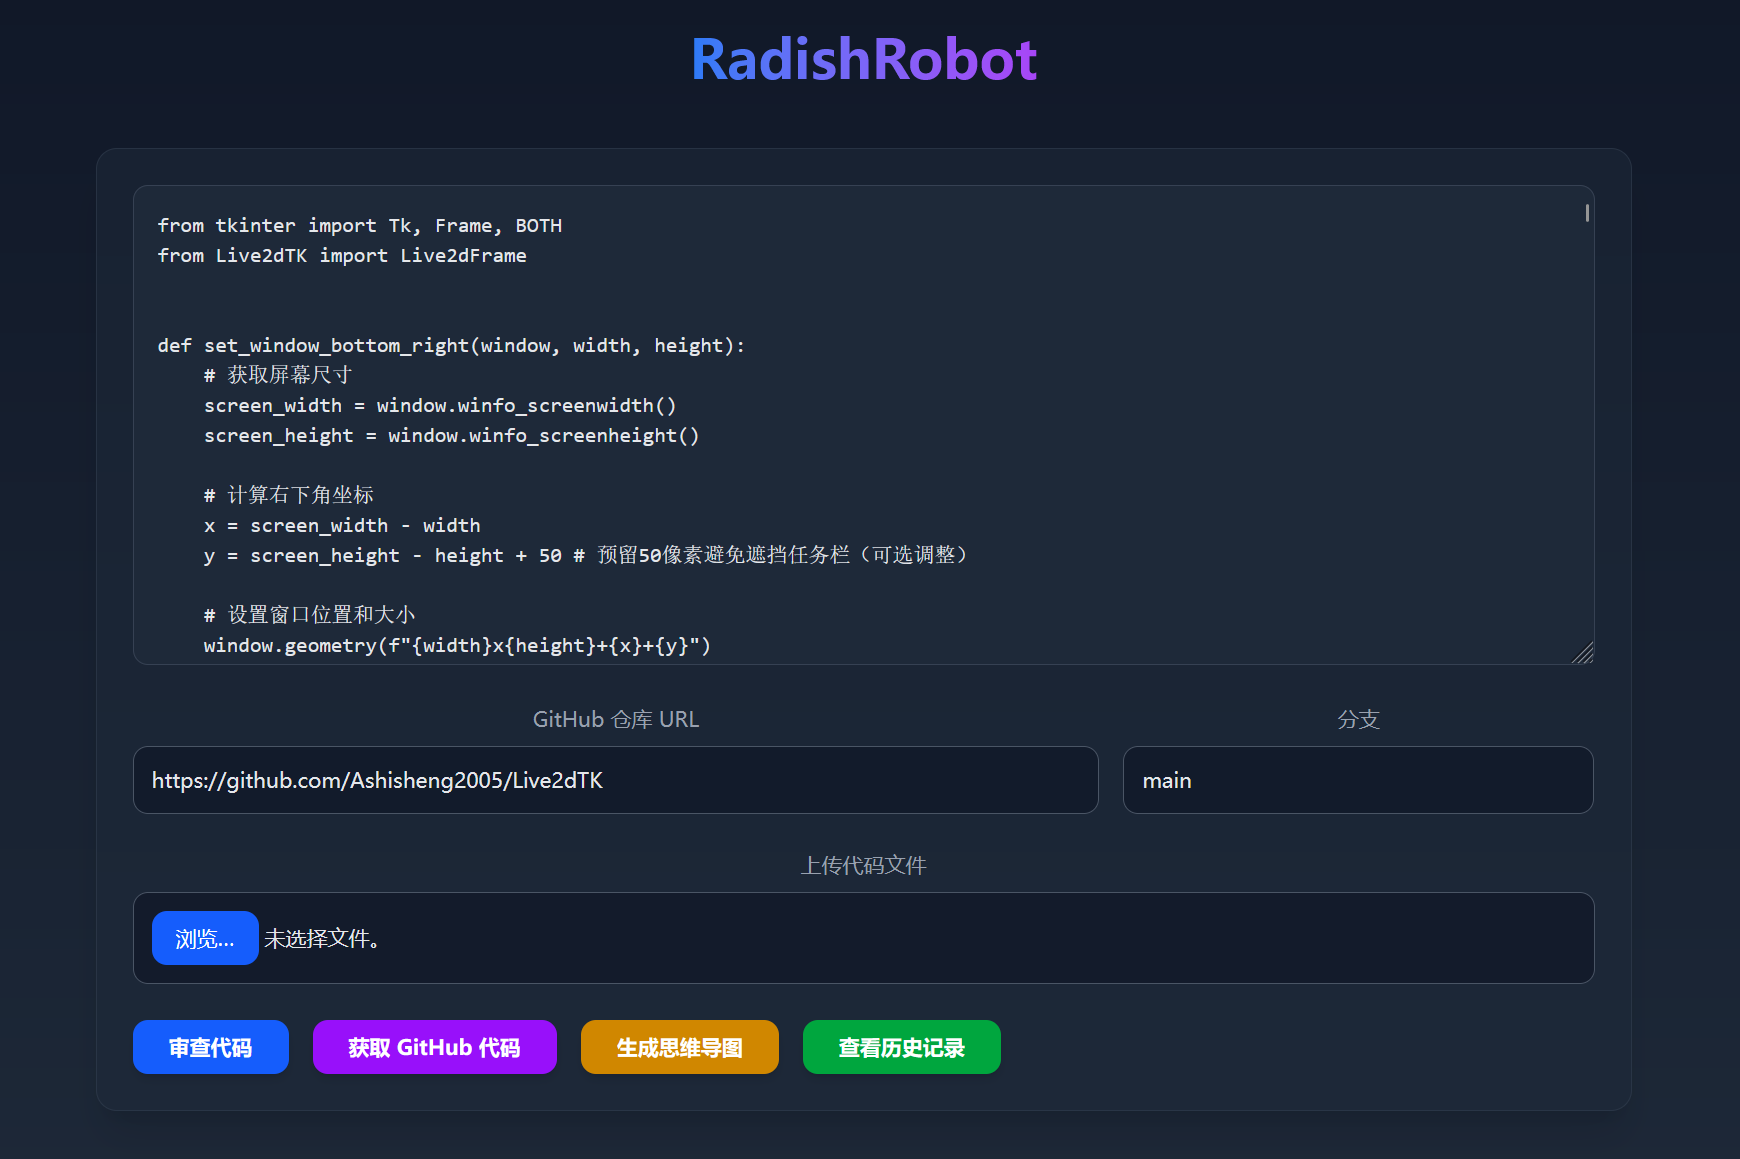 RadishRobot
from tkinter import Tk, Frame, BOTH
from Live2dTK import Live2dFrame
def set_window_bottom_right(window, width, height):
# 获取屏幕尺寸
screen_width = window.winfo_screenwidth()
screen_height = window.winfo_screenheight()
# 计算右下角坐标
x = screen_width - width
y = screen_height - height + 50 # 预留50像素避免遮挡任务栏（可选调整）
# 设置窗口位置和大小
window.geometry(f"{width}x{height}+{x}+{y}")
GitHub 仓库 URL
分支
https://github.com/Ashisheng2005/Live2dTK
main
上传代码文件
浏览... 未选择文件。
审查代码
获取 GitHub 代码
生成思维导图
查看历史记录